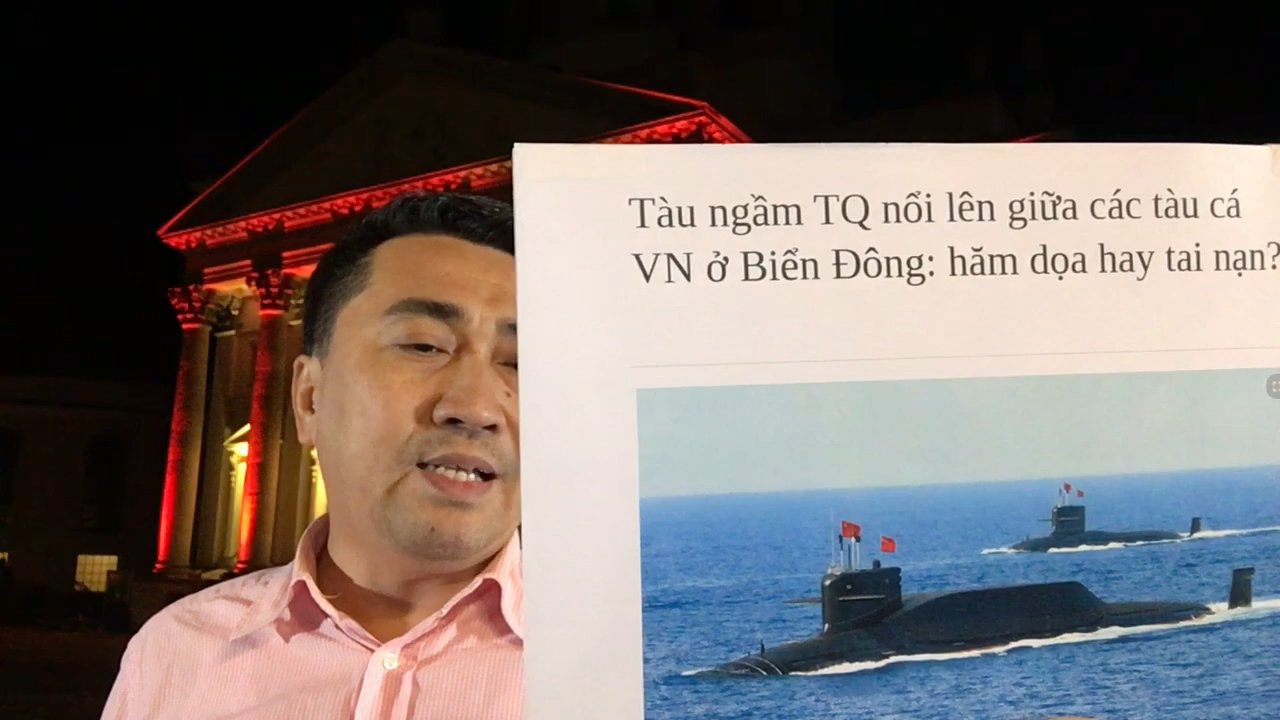 Tàu ngầm TQ nổi lên giữa các tàu cá
VN ở Biển Đông: hăm dọa hay tai nạn?